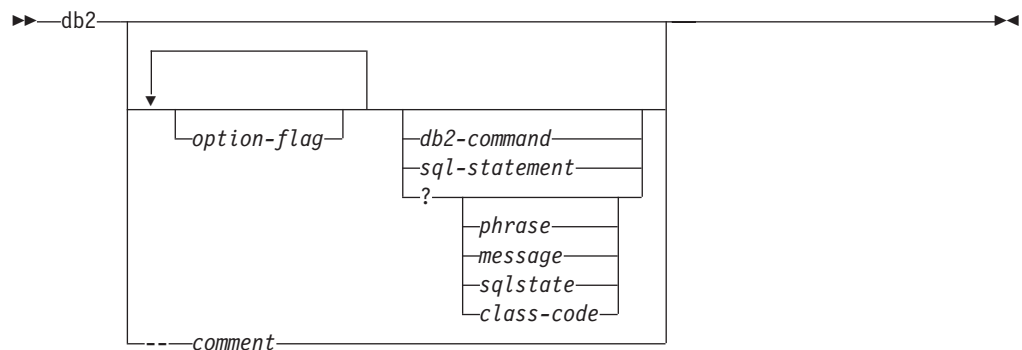 db2
option-flag
db2-command
sql-statement
?
phrase
message
sqlstate
class-code
-- comment